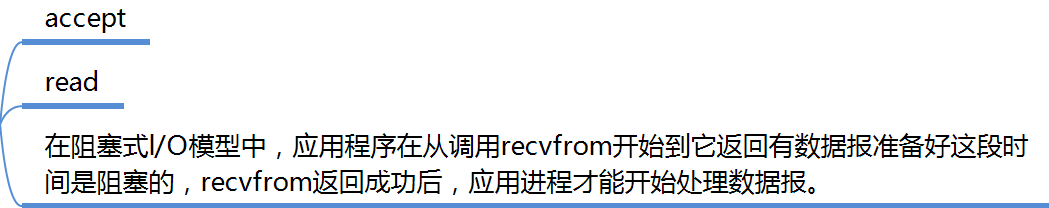 accept
read
在阻塞式I/O模型中，应用程序在从调用recvfrom开始到它返回有数据报准备好这段时
间是阻塞的，recvfrom返回成功后，应用进程才能开始处理数据报。